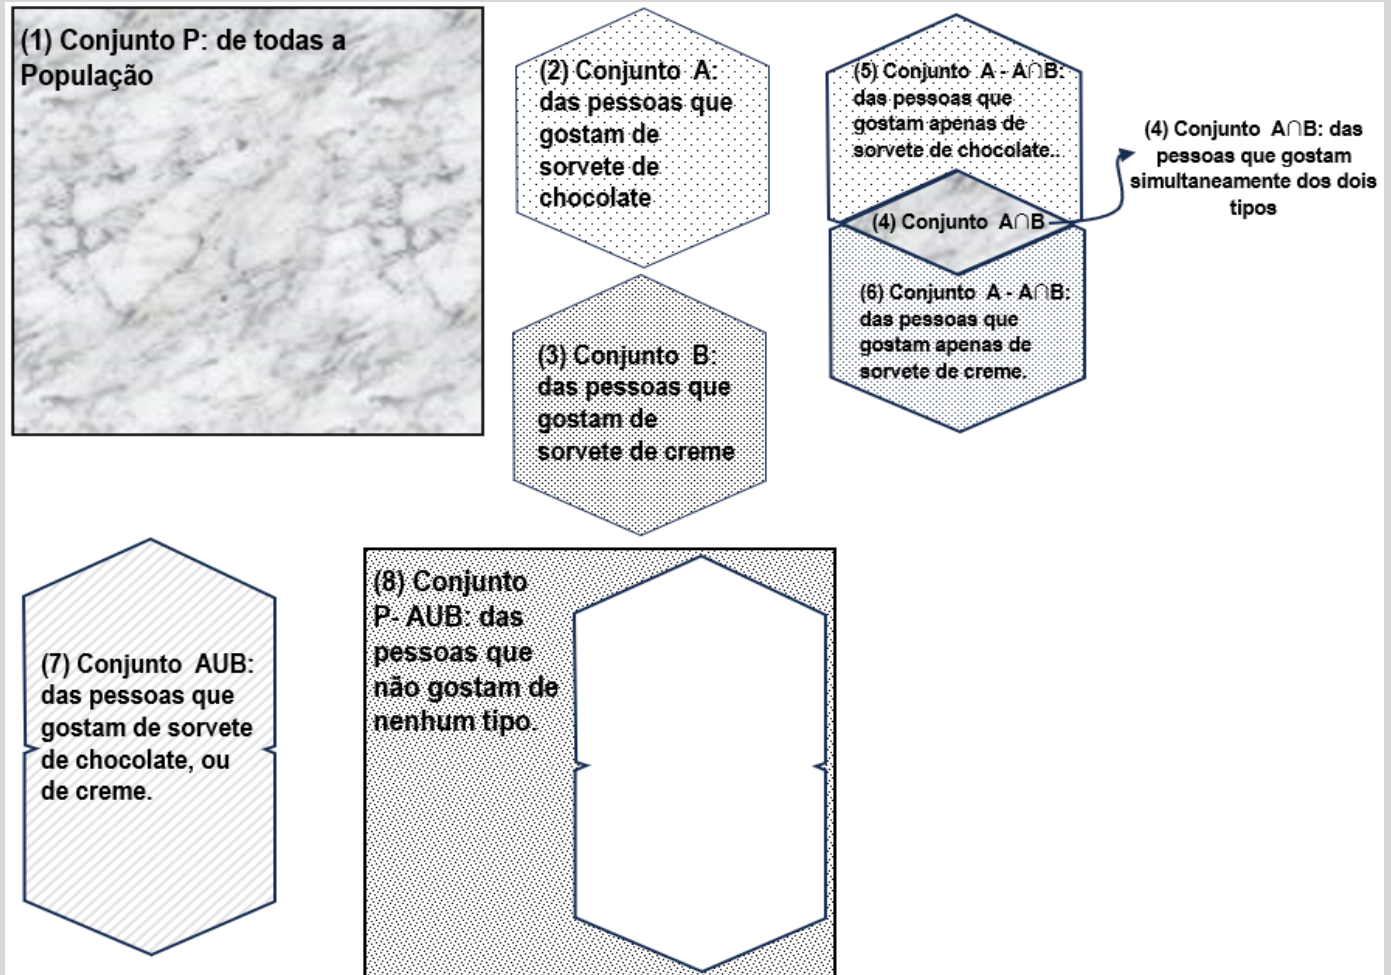 (1) Conjunto P: de todas a
População
(2) Conjunto A:
das pessoas que
gostam de
sorvete de
chocolate
(3) Conjunto B:
das pessoas que
gostam de
sorvete de creme
(5) Conjunto A - A∩B:
das pessoas que
gostam apenas de
sorvete de chocolate..
(4) Conjunto A∩B
(6) Conjunto A - A∩B:
das pessoas que
gostam apenas de
sorvete de creme.
(4) Conjunto A∩B: das
pessoas que gostam
simultaneamente dos dois
tipos
(7) Conjunto AUB:
das pessoas que
gostam de sorvete
de chocolate, ou
de creme.
(8) Conjunto
P- AUB: das
pessoas que
não gostam de
nenhum tipo.